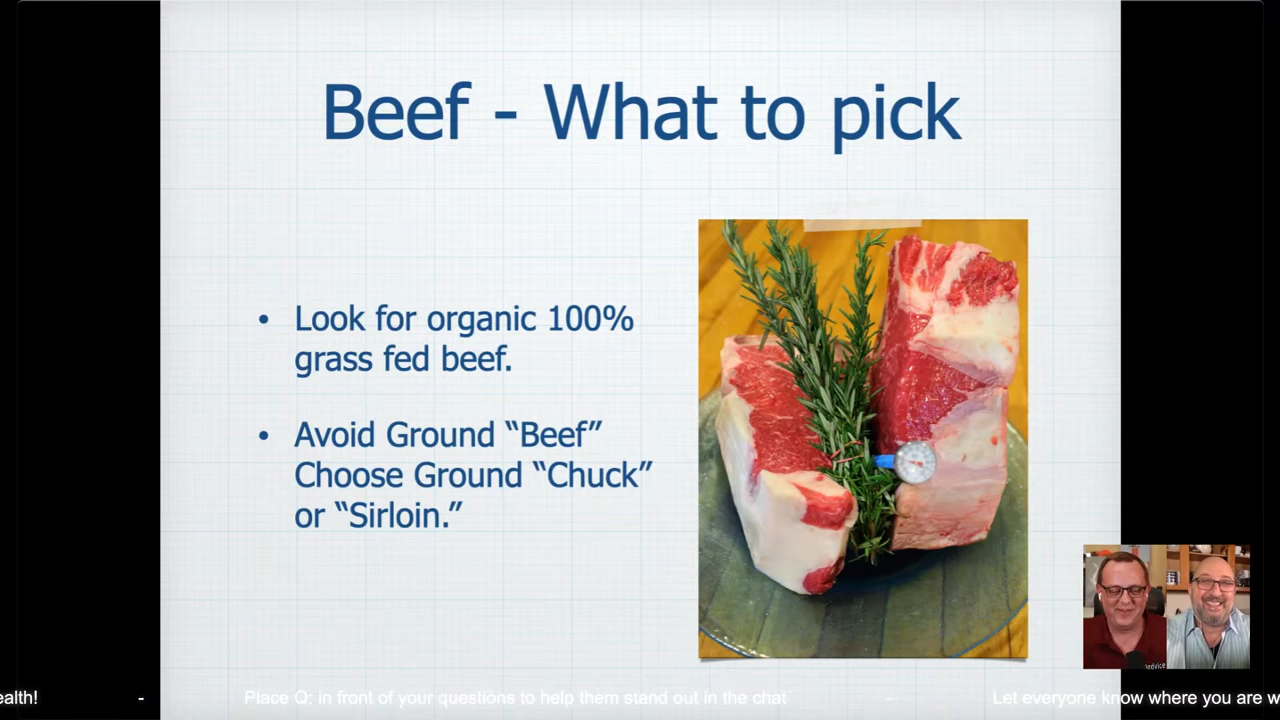 Beef - What to pick
• Look for organic 100%
grass fed beef.
• Avoid Ground “Beef”
Choose Ground “Chuck”
or “Sirloin.”
edvice
ealth! - Place Q: in front of your questions to help them stand out in the chat - Let everyone know where you are w